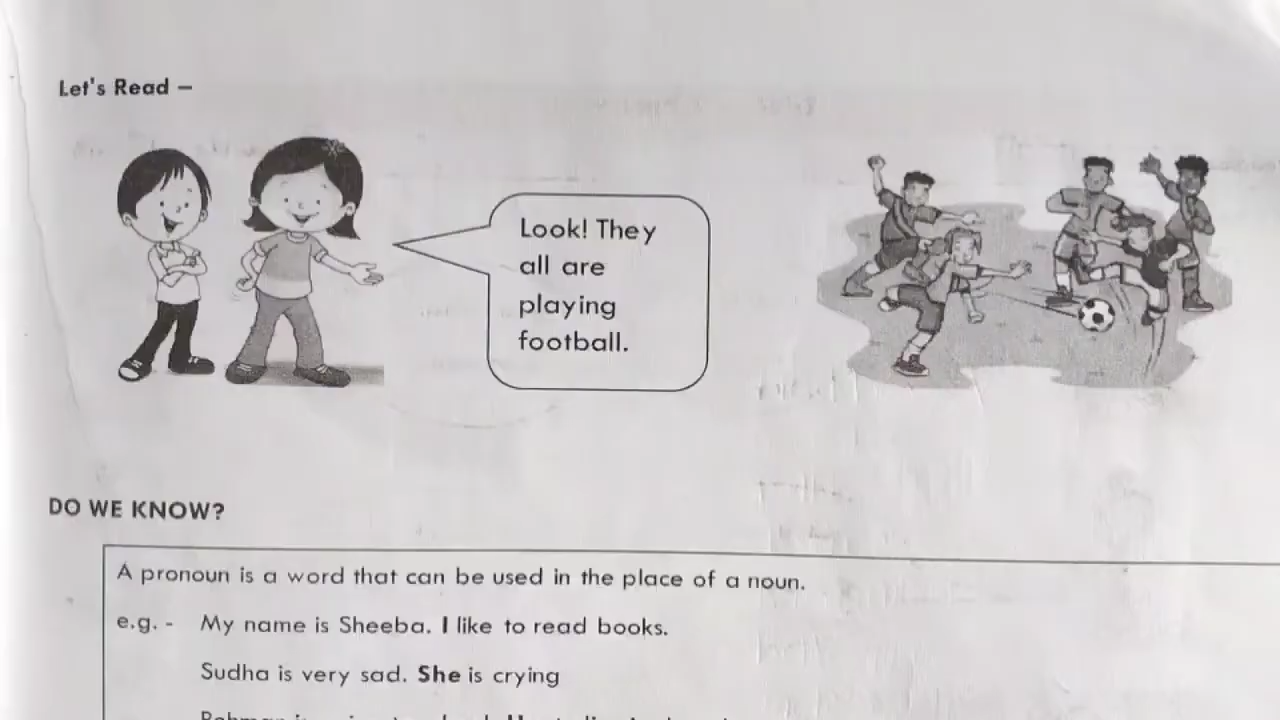 Let's Read –
Look! They
all are
playing
football.
DO WE KNOW?
A pronoun is a word that can be used in the place of a noun.
e.g. - My name is Sheeba. I like to read books.
Sudha is very sad. She is crying